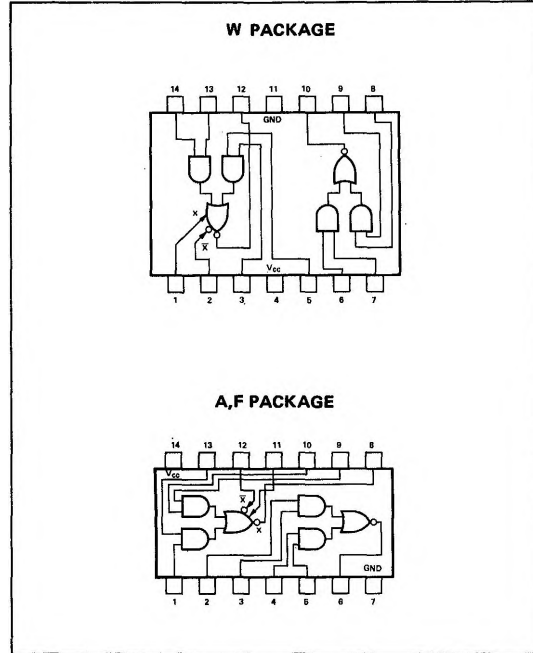 W PACKAGE
14 13 12 11 10 9 8
GND
X
X̅
Vcc
1 2 3 4 5 6 7
A,F PACKAGE
14 13 12 11 10 9 8
Vcc
X̅
X
GND
1 2 3 4 5 6 7